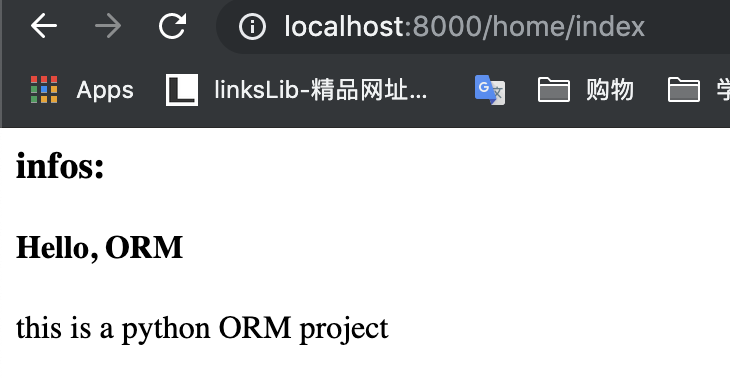 localhost:8000/home/index
Apps linksLib-精品网址... 购物
infos:
Hello, ORM
this is a python ORM project